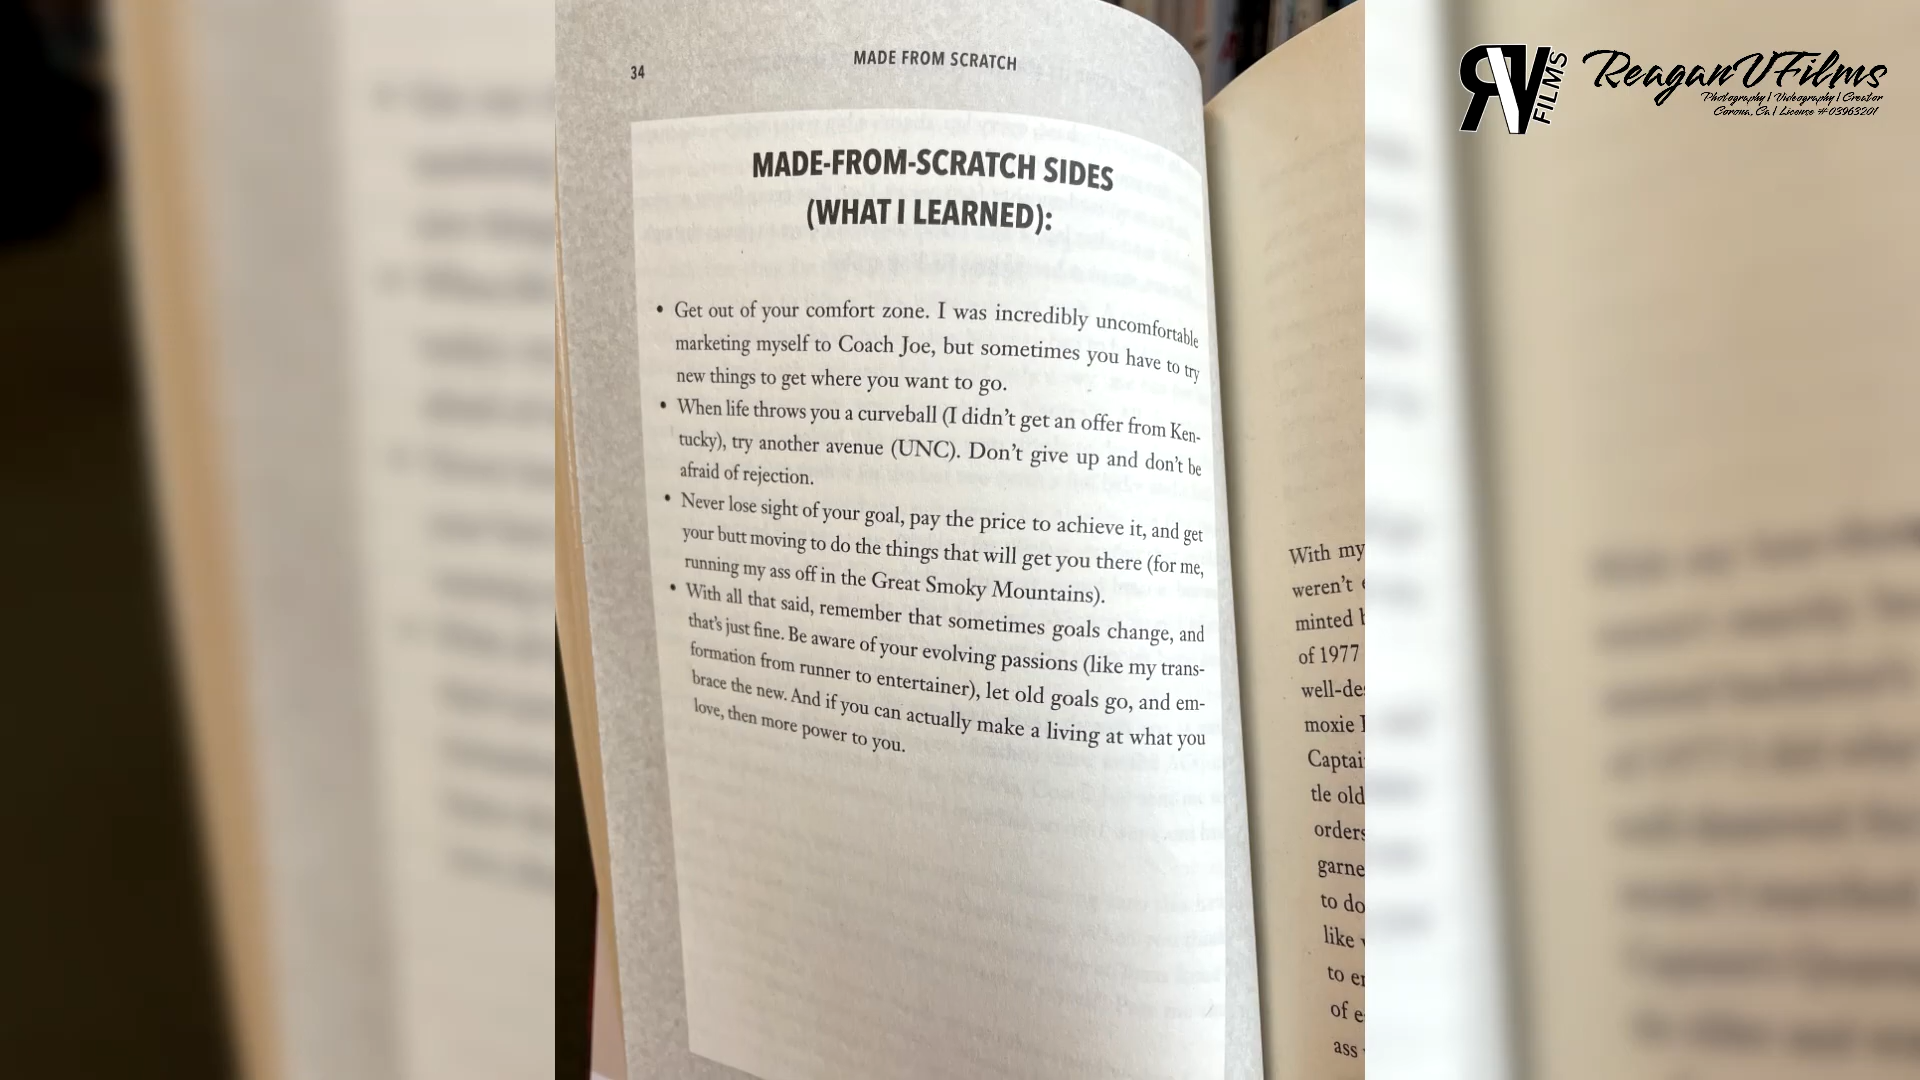 34
MADE FROM SCRATCH
MADE-FROM-SCRATCH SIDES
(WHAT I LEARNED):
• Get out of your comfort zone. I was incredibly uncomfortable
marketing myself to Coach Joe, but sometimes you have to try
new things to get where you want to go.
• When life throws you a curveball (I didn't get an offer from Ken-
tucky), try another avenue (UNC). Don't give up and don't be
afraid of rejection.
• Never lose sight of your goal, pay the price to achieve it, and get
your butt moving to do the things that will get you there (for me,
running my ass off in the Great Smoky Mountains).
• With all that said, remember that sometimes goals change, and
that's just fine. Be aware of your evolving passions (like my trans-
formation from runner to entertainer), let old goals go, and em-
brace the new. And if you can actually make a living at what you
love, then more power to you.
With my
weren't
minted
of 1977
well-de
moxie
Captai
tle old
orders
garne
to do
like
to e
of e
ass
RV FILMS
ReaganVFilms
Photography | Videography | Creator
Corona, Ca | License # 03963201